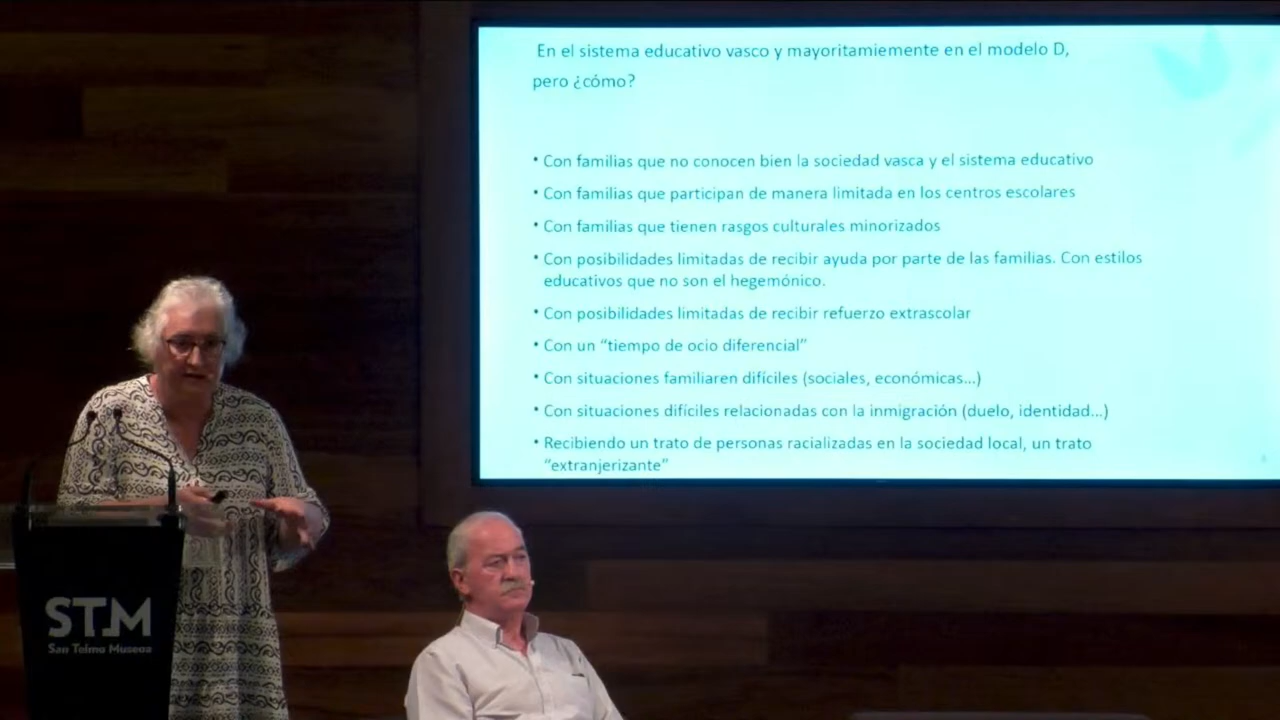 En el sistema educativo vasco y mayoritamiemente en el modelo D,
pero ¿cómo?
• Con familias que no conocen bien la sociedad vasca y el sistema educativo
• Con familias que participan de manera limitada en los centros escolares
• Con familias que tienen rasgos culturales minorizados
• Con posibilidades limitadas de recibir ayuda por parte de las familias. Con estilos
educativos que no son el hegemónico.
• Con posibilidades limitadas de recibir refuerzo extrascolar
• Con un “tiempo de ocio diferencial”
• Con situaciones familiaren difíciles (sociales, económicas...)
• Con situaciones difíciles relacionadas con la inmigración (duelo, identidad...)
• Recibiendo un trato de personas racializadas en la sociedad local, un trato
“extranjerizante”
STM
San Telmo Museoa